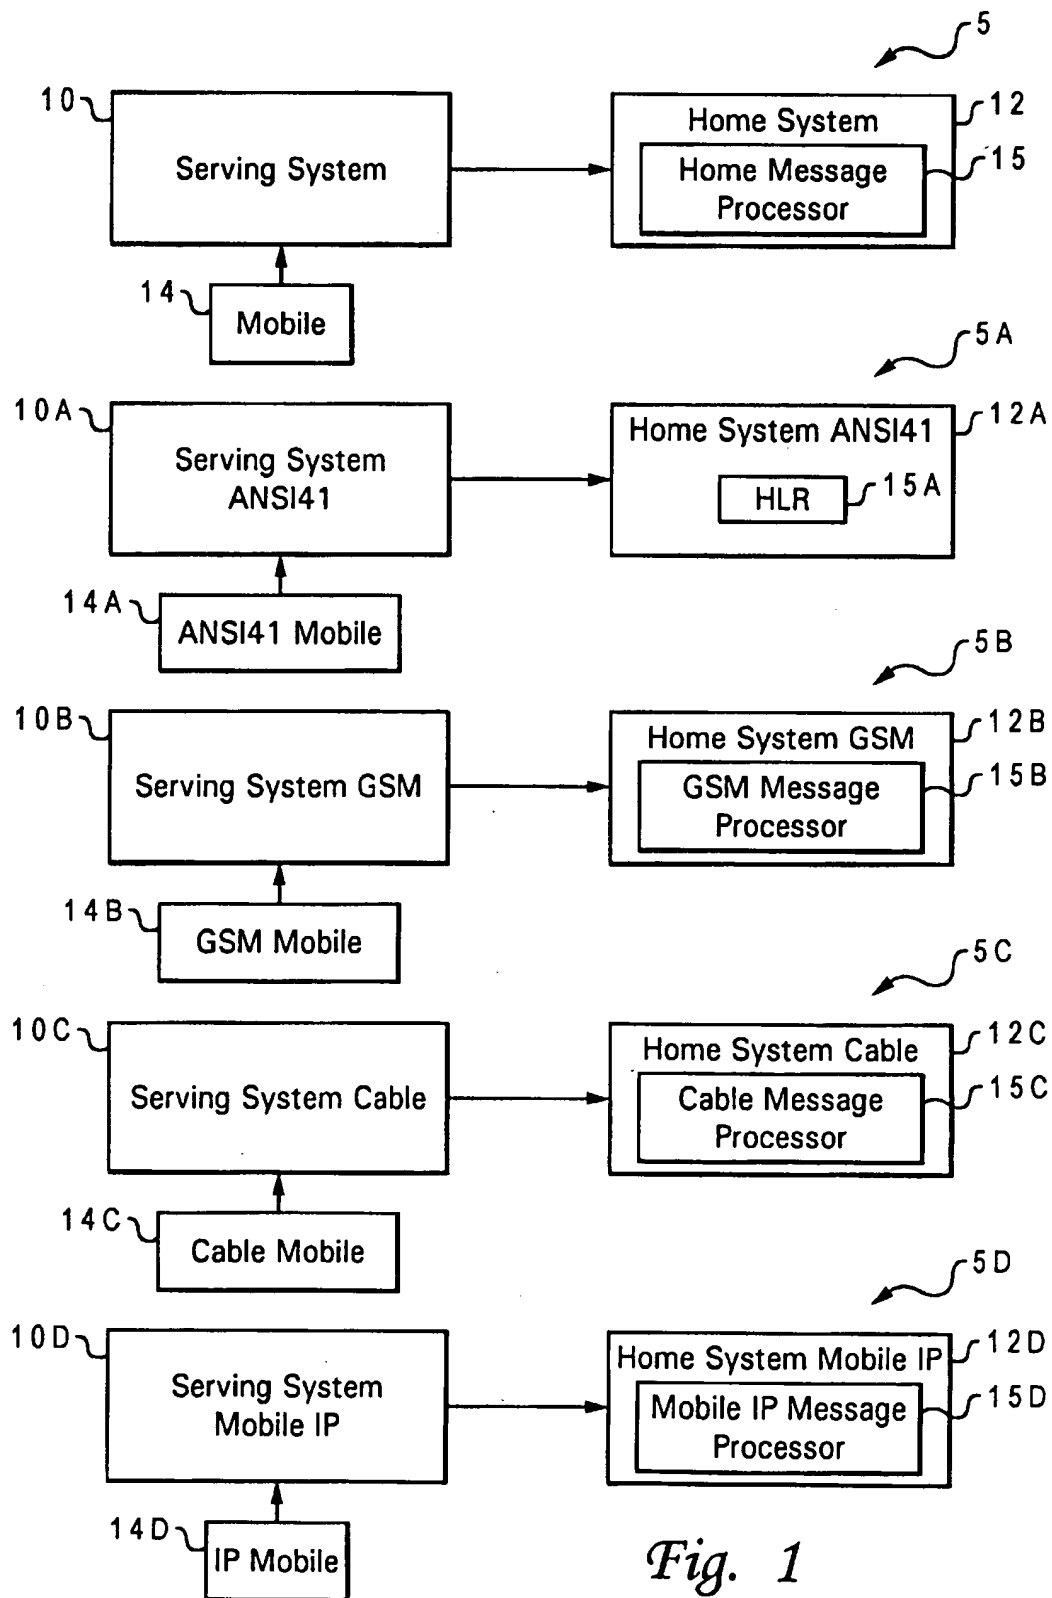 5
10
Serving System
12
Home System
15
Home Message
Processor
14
Mobile
5A
10A
Serving System
ANSI41
12A
Home System ANSI41
15A
HLR
14A
ANSI41 Mobile
5B
10B
Serving System GSM
12B
Home System GSM
15B
GSM Message
Processor
14B
GSM Mobile
5C
10C
Serving System Cable
12C
Home System Cable
15C
Cable Message
Processor
14C
Cable Mobile
5D
10D
Serving System
Mobile IP
12D
Home System Mobile IP
15D
Mobile IP Message
Processor
14D
IP Mobile
Fig. 1